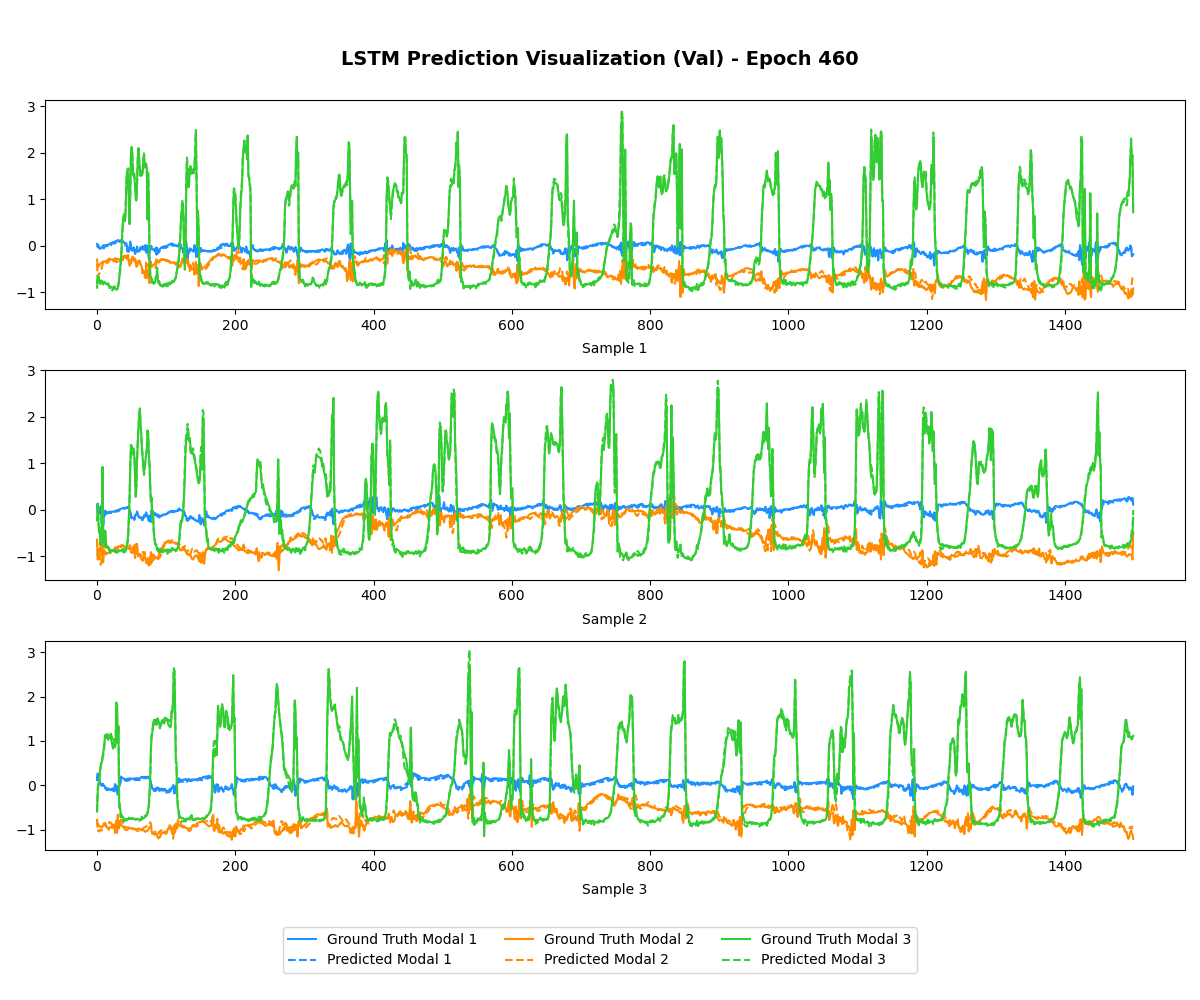 LSTM Prediction Visualization (Val) - Epoch 460
3
2
1
0
−1
0 200 400 600 800 1000 1200 1400
Sample 1
3
2
1
0
−1
0 200 400 600 800 1000 1200 1400
Sample 2
3
2
1
0
−1
0 200 400 600 800 1000 1200 1400
Sample 3
Ground Truth Modal 1 Ground Truth Modal 2 Ground Truth Modal 3
Predicted Modal 1 Predicted Modal 2 Predicted Modal 3